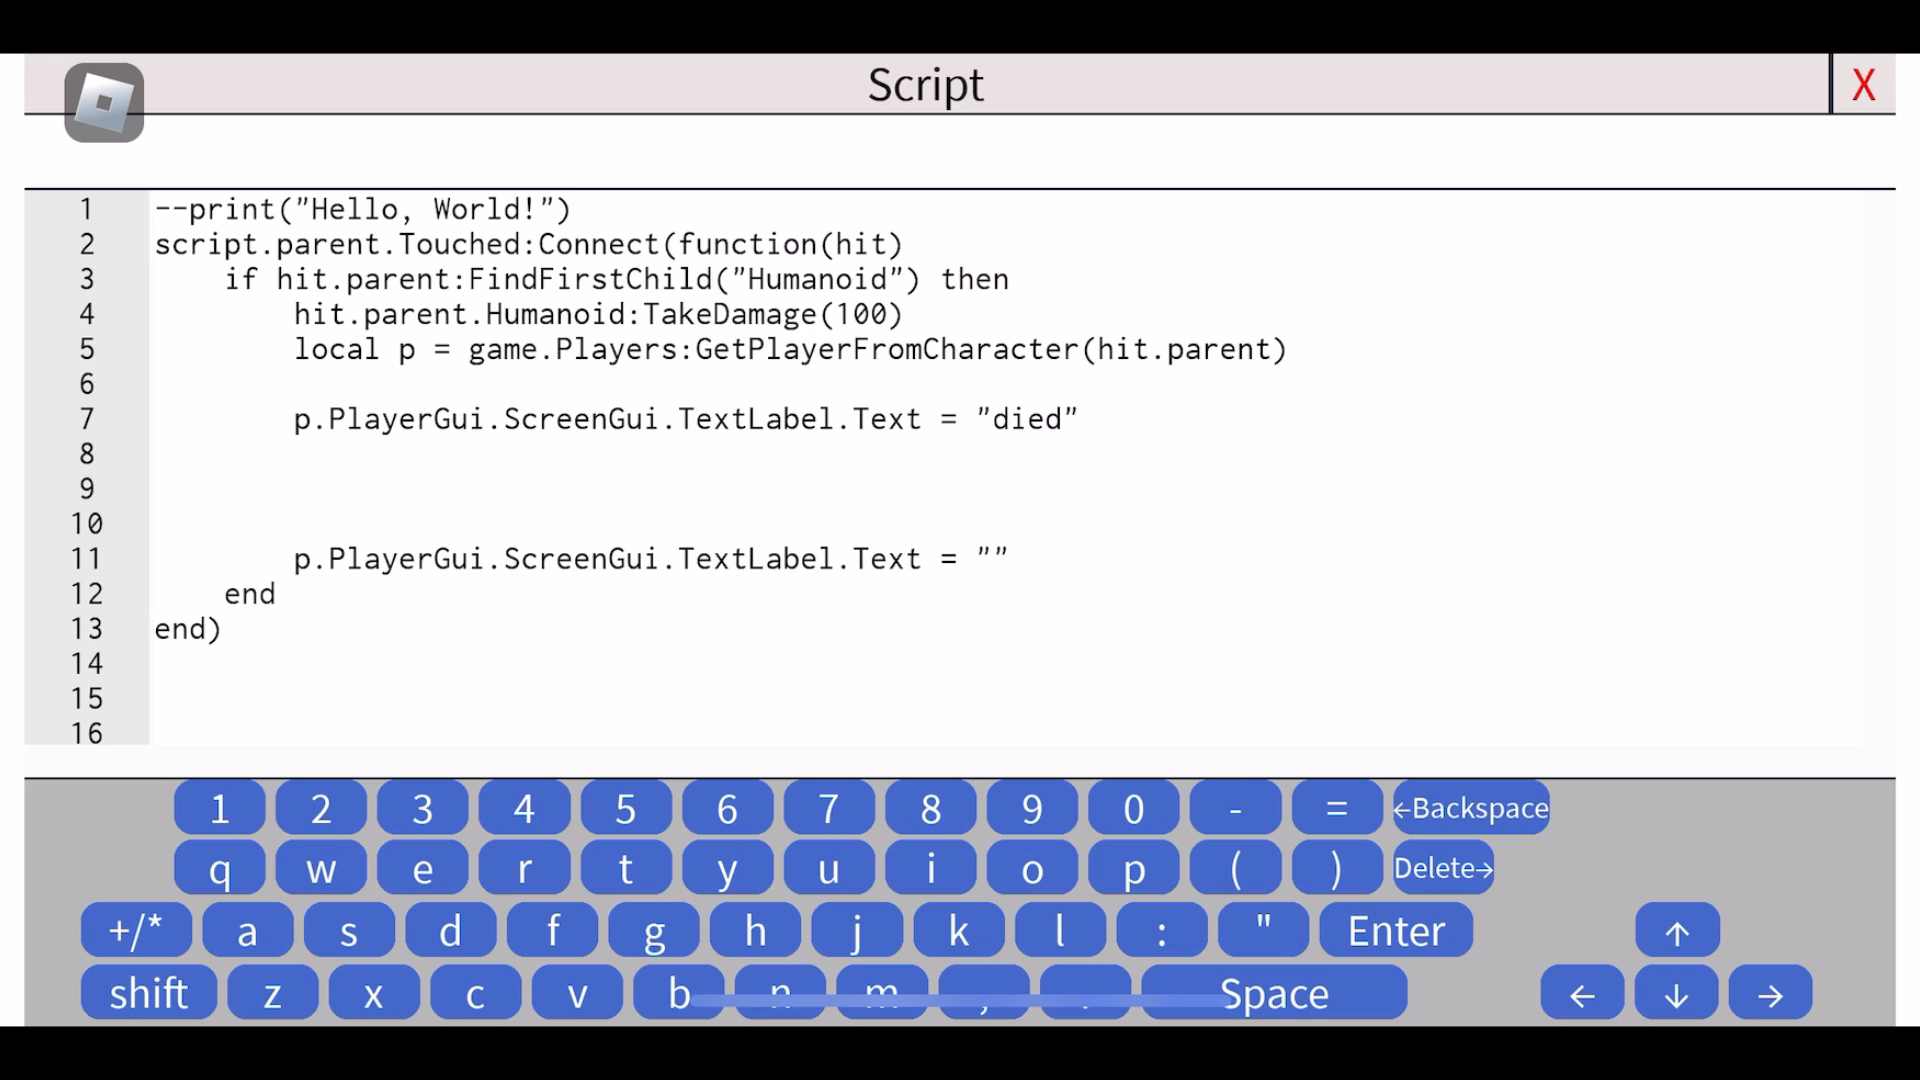 Script
X
1 --print("Hello, World!")
2 script.parent.Touched:Connect(function(hit)
3 if hit.parent:FindFirstChild("Humanoid") then
4 hit.parent.Humanoid:TakeDamage(100)
5 local p = game.Players:GetPlayerFromCharacter(hit.parent)
6
7 p.PlayerGui.ScreenGui.TextLabel.Text = "died"
8
9
10
11 p.PlayerGui.ScreenGui.TextLabel.Text = ""
12 end
13 end)
14
15
16
1 2 3 4 5 6 7 8 9 0 - = ←Backspace
q w e r t y u i o p ( ) Delete→
+/* a s d f g h j k l : " Enter ↑
shift z x c v b n m , . Space ← ↓ →